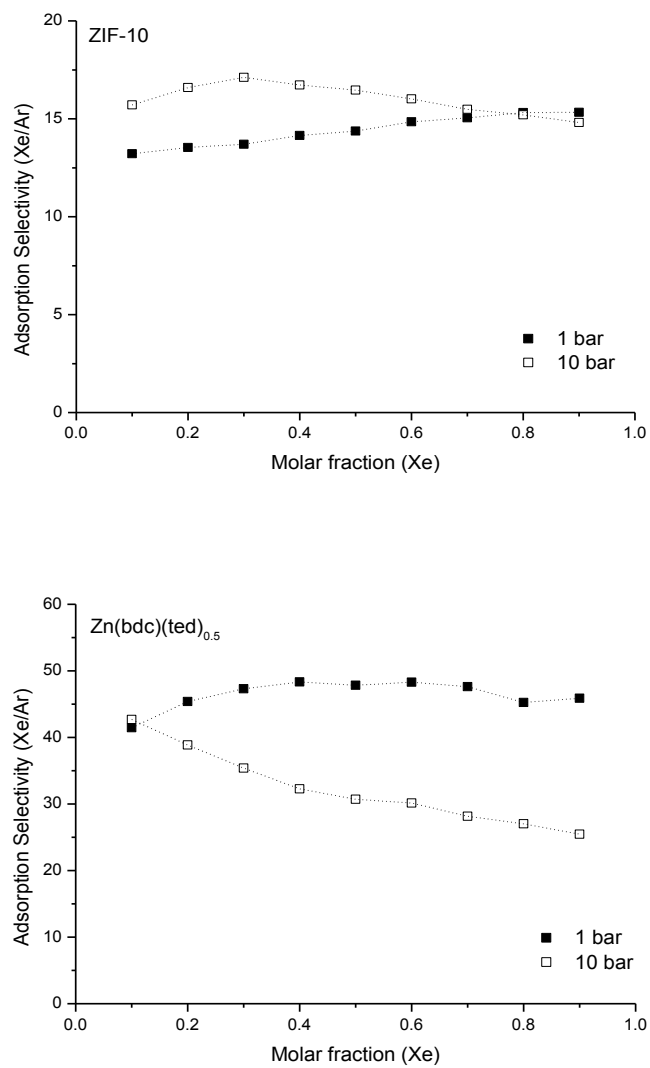 20
ZIF-10
15
10
5
0
Adsorption Selectivity (Xe/Ar)
1 bar
10 bar
0.0 0.2 0.4 0.6 0.8 1.0
Molar fraction (Xe)
60
Zn(bdc)(ted)0.5
50
40
30
20
10
0
Adsorption Selectivity (Xe/Ar)
1 bar
10 bar
0.0 0.2 0.4 0.6 0.8 1.0
Molar fraction (Xe)